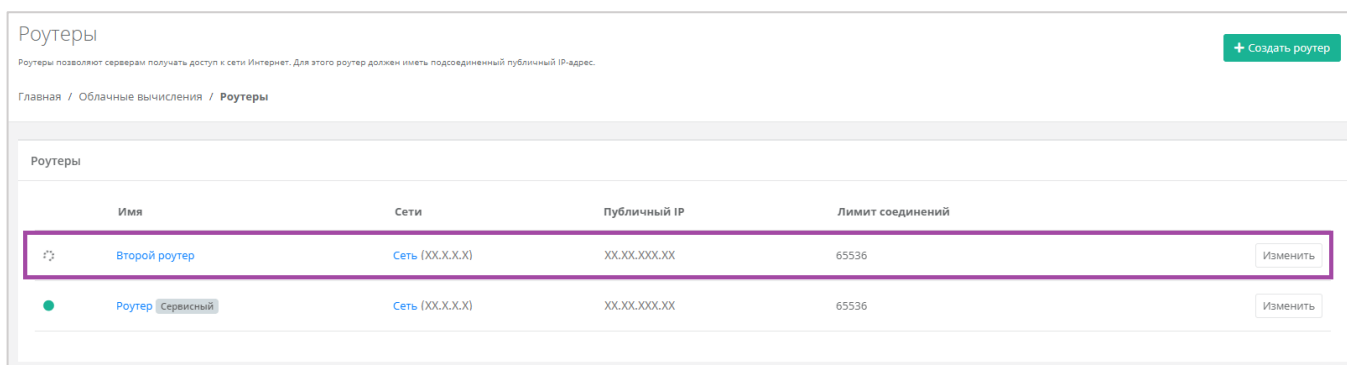 Роутеры
+ Создать роутер
Роутеры позволяют серверам получать доступ к сети Интернет. Для этого роутер должен иметь подсоединенный публичный IP-адрес.
Главная / Облачные вычисления / Роутеры
Роутеры
Имя Сети Публичный IP Лимит соединений
Второй роутер Сеть (XX.X.X.X) XX.XX.XXX.XX 65536 Изменить
Роутер Сервисный Сеть (XX.X.X.X) XX.XX.XXX.XX 65536 Изменить